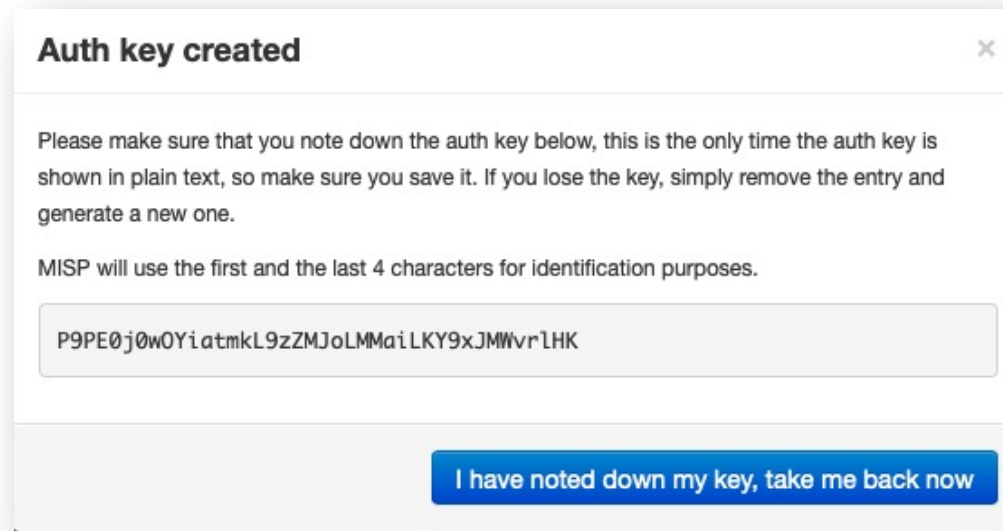 Auth key created
×
Please make sure that you note down the auth key below, this is the only time the auth key is
shown in plain text, so make sure you save it. If you lose the key, simply remove the entry and
generate a new one.
MISP will use the first and the last 4 characters for identification purposes.
P9PE0j0wOYiatmkL9zZMJoLMMaiLKY9xJMWvrlHK
I have noted down my key, take me back now